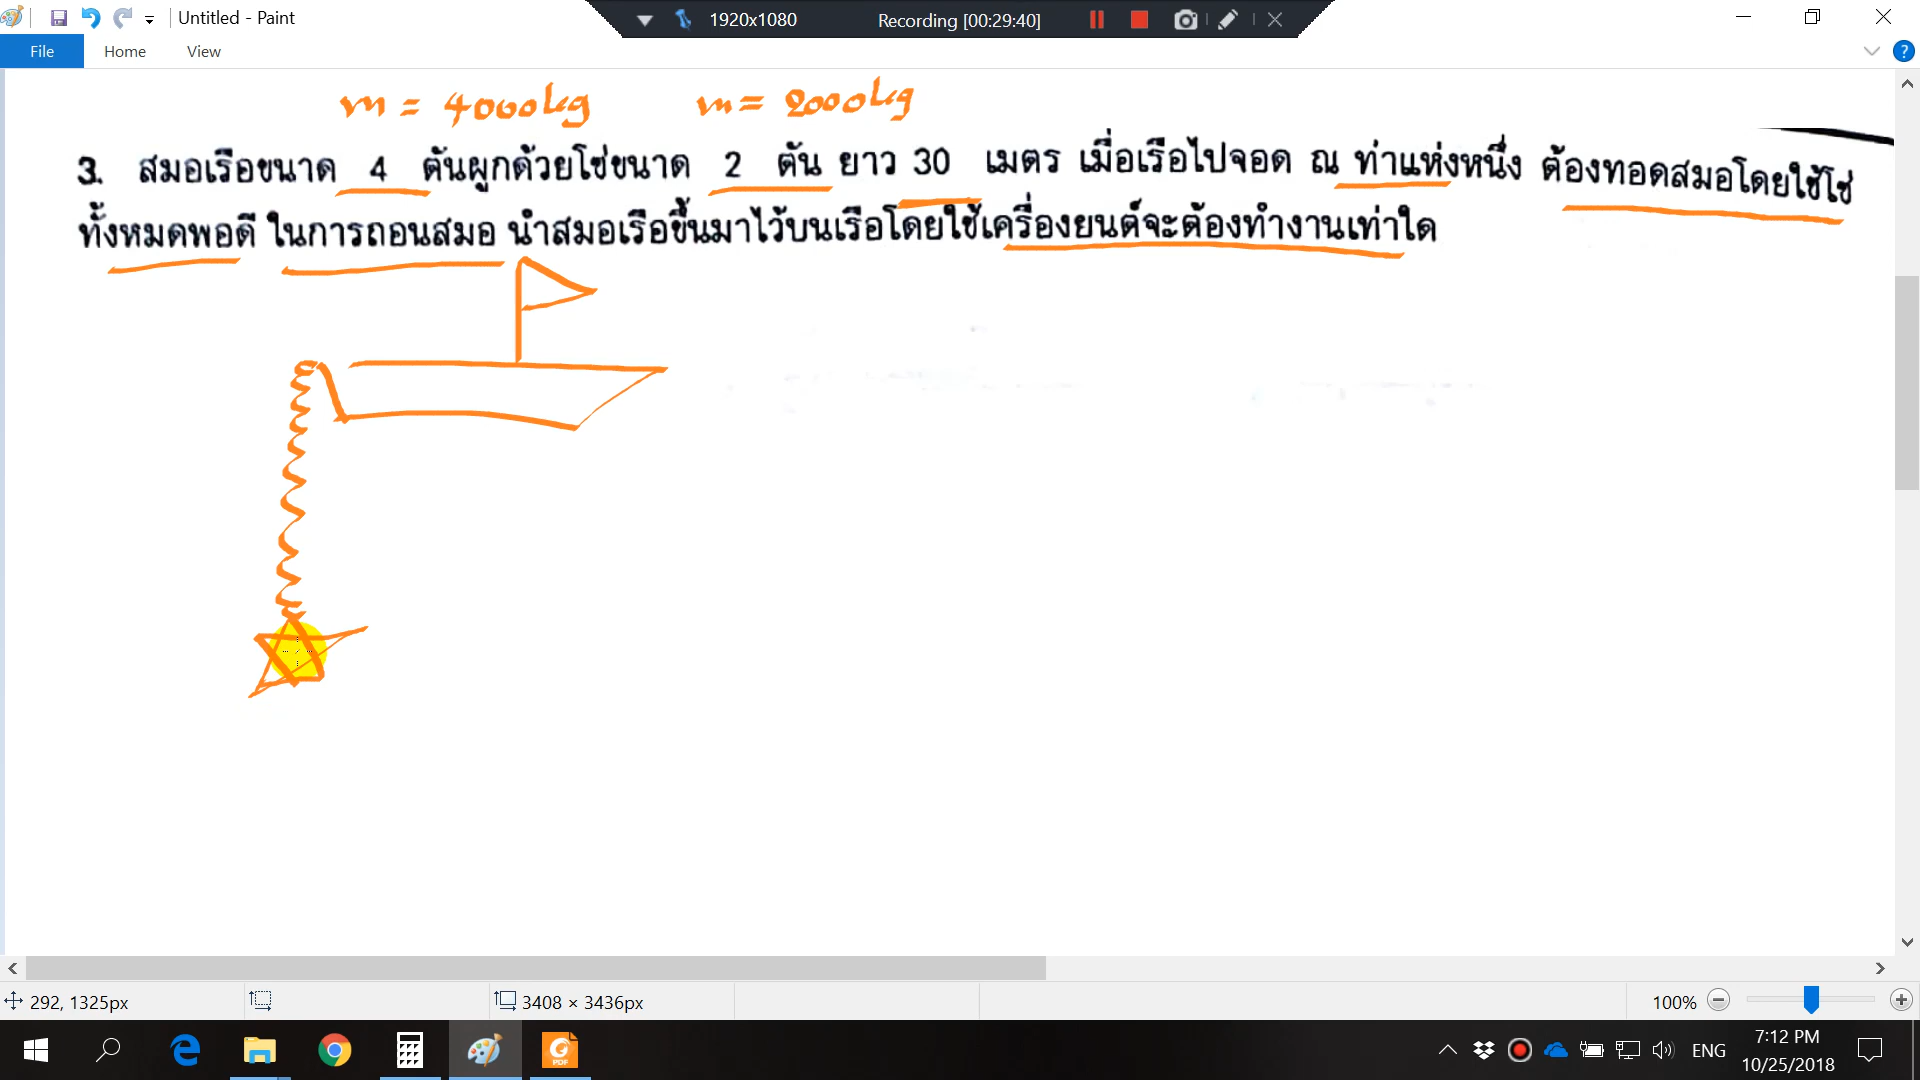 Untitled - Paint
1920x1080
Recording [00:29:40]
File
Home
View
m = 4000kg
m = 2000kg
3. สมอเรือขนาด 4 ตันผูกด้วยโซ่ขนาด 2 ตัน ยาว 30 เมตร เมื่อเรือไปจอด ณ ท่าแห่งหนึ่ง ต้องทอดสมอโดยใช้โซ่
ทั้งหมดพอดี ในการถอนสมอ นำสมอเรือขึ้นมาไว้บนเรือโดยใช้เครื่องยนต์จะต้องทำงานเท่าใด
292, 1325px
3408 × 3436px
100%
PDF
ENG
7:12 PM
10/25/2018